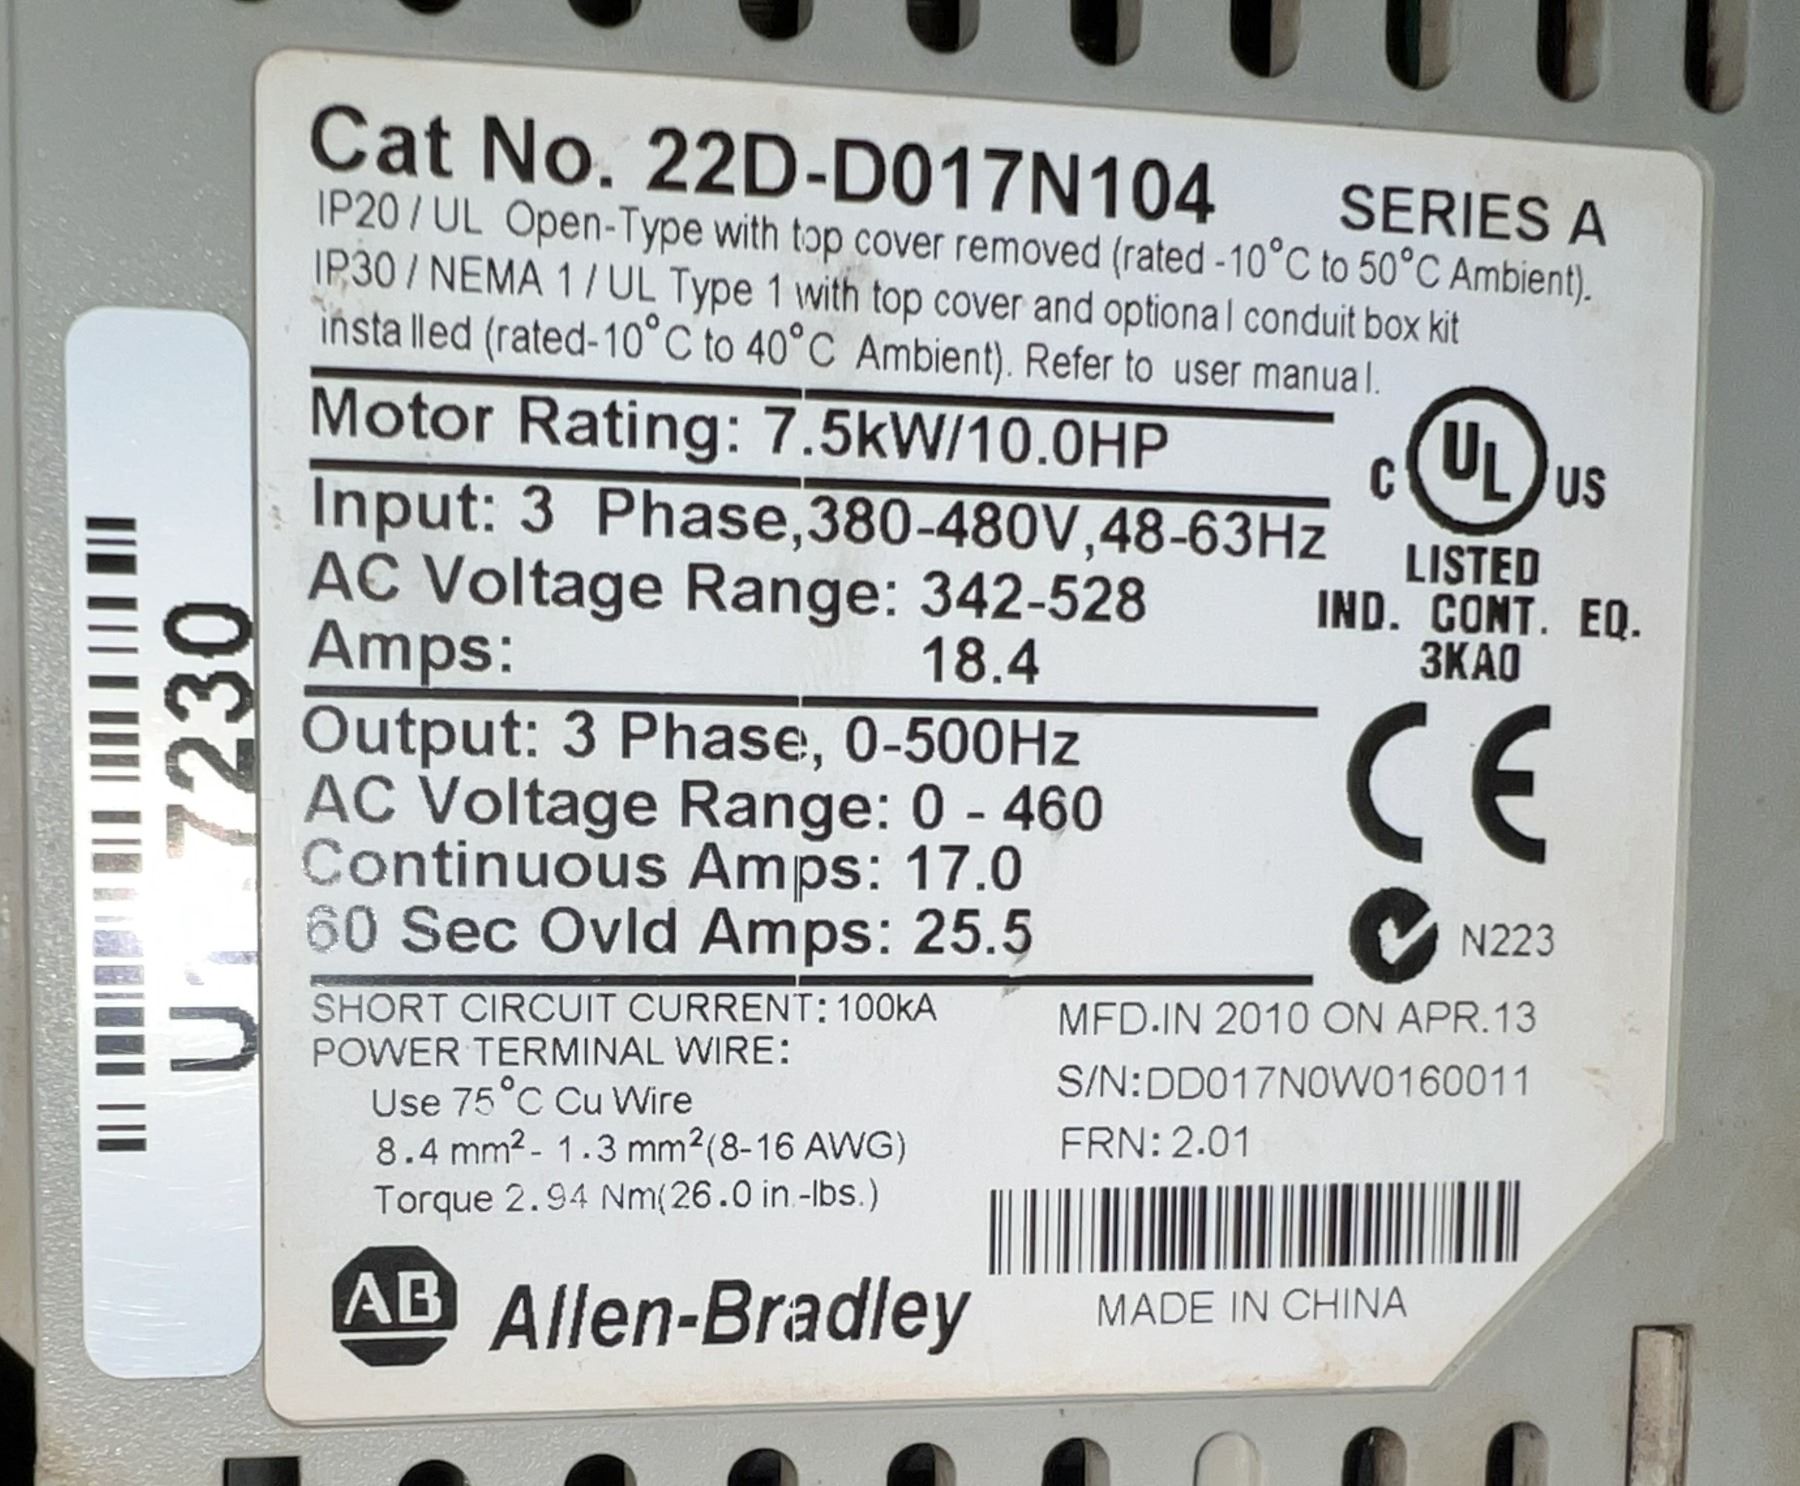 Cat No. 22D-D017N104 SERIES A
IP20 / UL Open-Type with top cover removed (rated -10°C to 50°C Ambient).
IP30 / NEMA 1 / UL Type 1 with top cover and optional conduit box kit
installed (rated-10°C to 40°C Ambient). Refer to user manual.
Motor Rating: 7.5kW/10.0HP
Input: 3 Phase,380-480V,48-63Hz
AC Voltage Range: 342-528
Amps: 18.4
Output: 3 Phase, 0-500Hz
AC Voltage Range: 0 - 460
Continuous Amps: 17.0
60 Sec Ovld Amps: 25.5
C UL US
LISTED
IND. CONT. EQ.
3KA0
CE
N223
SHORT CIRCUIT CURRENT: 100kA
POWER TERMINAL WIRE:
Use 75°C Cu Wire
8.4 mm²- 1.3 mm²(8-16 AWG)
Torque 2.94 Nm(26.0 in.-lbs.)
MFD.IN 2010 ON APR.13
S/N:DD017N0W0160011
FRN: 2.01
AB Allen-Bradley
MADE IN CHINA